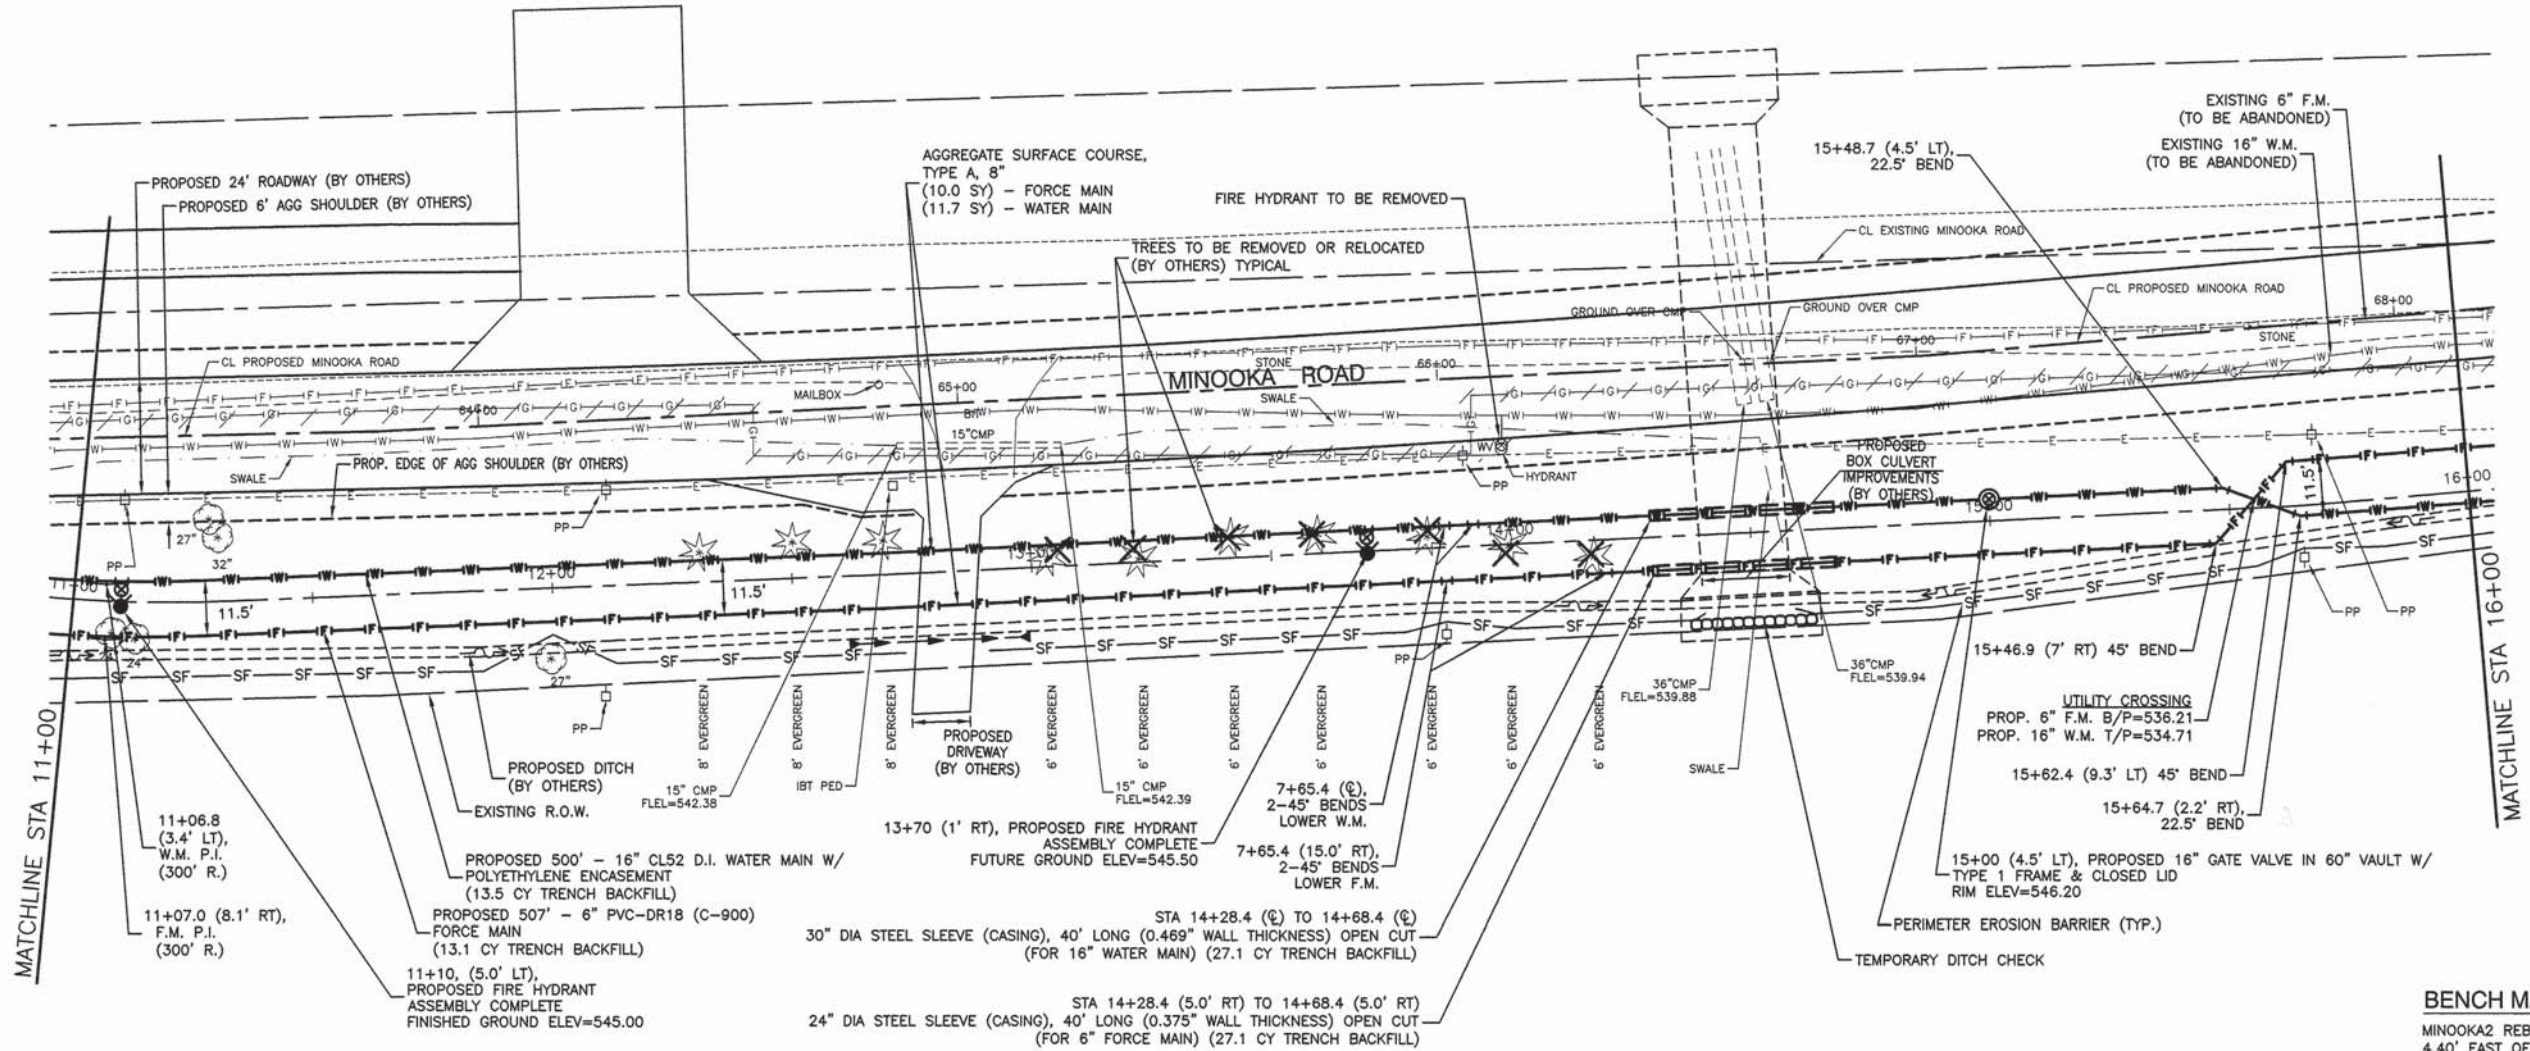 EXISTING 6" F.M.
(TO BE ABANDONED)
EXISTING 16" W.M.
(TO BE ABANDONED)
15+48.7 (4.5' LT),
22.5° BEND
AGGREGATE SURFACE COURSE,
TYPE A, 8"
(10.0 SY) – FORCE MAIN
(11.7 SY) – WATER MAIN
PROPOSED 24' ROADWAY (BY OTHERS)
PROPOSED 6' AGG SHOULDER (BY OTHERS)
FIRE HYDRANT TO BE REMOVED
TREES TO BE REMOVED OR RELOCATED
(BY OTHERS) TYPICAL
CL EXISTING MINOOKA ROAD
GROUND OVER CMP
GROUND OVER CMP
CL PROPOSED MINOOKA ROAD
68+00
CL PROPOSED MINOOKA ROAD
STONE
67+00
STONE
MINOOKA ROAD
66+00
MAILBOX
65+00
64+00
SWALE
15"CMP
SWALE
PROP. EDGE OF AGG SHOULDER (BY OTHERS)
WV
HYDRANT
PP
PROPOSED
BOX CULVERT
IMPROVEMENTS
(BY OTHERS)
11.5'
16+00
PP
27"
32"
PP
15+00
14+00
13+00
12+00
11+00
11.5'
11.5'
24"
27"
PP
PP
PP
PP
8' EVERGREEN
8' EVERGREEN
8' EVERGREEN
6' EVERGREEN
6' EVERGREEN
6' EVERGREEN
6' EVERGREEN
6' EVERGREEN
6' EVERGREEN
6' EVERGREEN
PROPOSED
DRIVEWAY
(BY OTHERS)
36"CMP
FLEL=539.88
36"CMP
FLEL=539.94
SWALE
15+46.9 (7' RT) 45° BEND
UTILITY CROSSING
PROP. 6" F.M. B/P=536.21
PROP. 16" W.M. T/P=534.71
15+62.4 (9.3' LT) 45° BEND
15+64.7 (2.2' RT),
22.5° BEND
MATCHLINE STA 16+00
MATCHLINE STA 11+00
PROPOSED DITCH
(BY OTHERS)
EXISTING R.O.W.
15" CMP
FLEL=542.38
IBT PED
15" CMP
FLEL=542.39
7+65.4 (℄),
2–45° BENDS
LOWER W.M.
13+70 (1' RT), PROPOSED FIRE HYDRANT
ASSEMBLY COMPLETE
FUTURE GROUND ELEV=545.50
7+65.4 (15.0' RT),
2–45° BENDS
LOWER F.M.
11+06.8
(3.4' LT),
W.M. P.I.
(300' R.)
11+07.0 (8.1' RT),
F.M. P.I.
(300' R.)
PROPOSED 500' – 16" CL52 D.I. WATER MAIN W/
POLYETHYLENE ENCASEMENT
(13.5 CY TRENCH BACKFILL)
PROPOSED 507' – 6" PVC–DR18 (C–900)
FORCE MAIN
(13.1 CY TRENCH BACKFILL)
11+10, (5.0' LT),
PROPOSED FIRE HYDRANT
ASSEMBLY COMPLETE
FINISHED GROUND ELEV=545.00
STA 14+28.4 (℄) TO 14+68.4 (℄)
30" DIA STEEL SLEEVE (CASING), 40' LONG (0.469" WALL THICKNESS) OPEN CUT
(FOR 16" WATER MAIN) (27.1 CY TRENCH BACKFILL)
STA 14+28.4 (5.0' RT) TO 14+68.4 (5.0' RT)
24" DIA STEEL SLEEVE (CASING), 40' LONG (0.375" WALL THICKNESS) OPEN CUT
(FOR 6" FORCE MAIN) (27.1 CY TRENCH BACKFILL)
15+00 (4.5' LT), PROPOSED 16" GATE VALVE IN 60" VAULT W/
TYPE 1 FRAME & CLOSED LID
RIM ELEV=546.20
PERIMETER EROSION BARRIER (TYP.)
TEMPORARY DITCH CHECK
BENCH M
MINOOKA2 REB
4.40' EAST OF